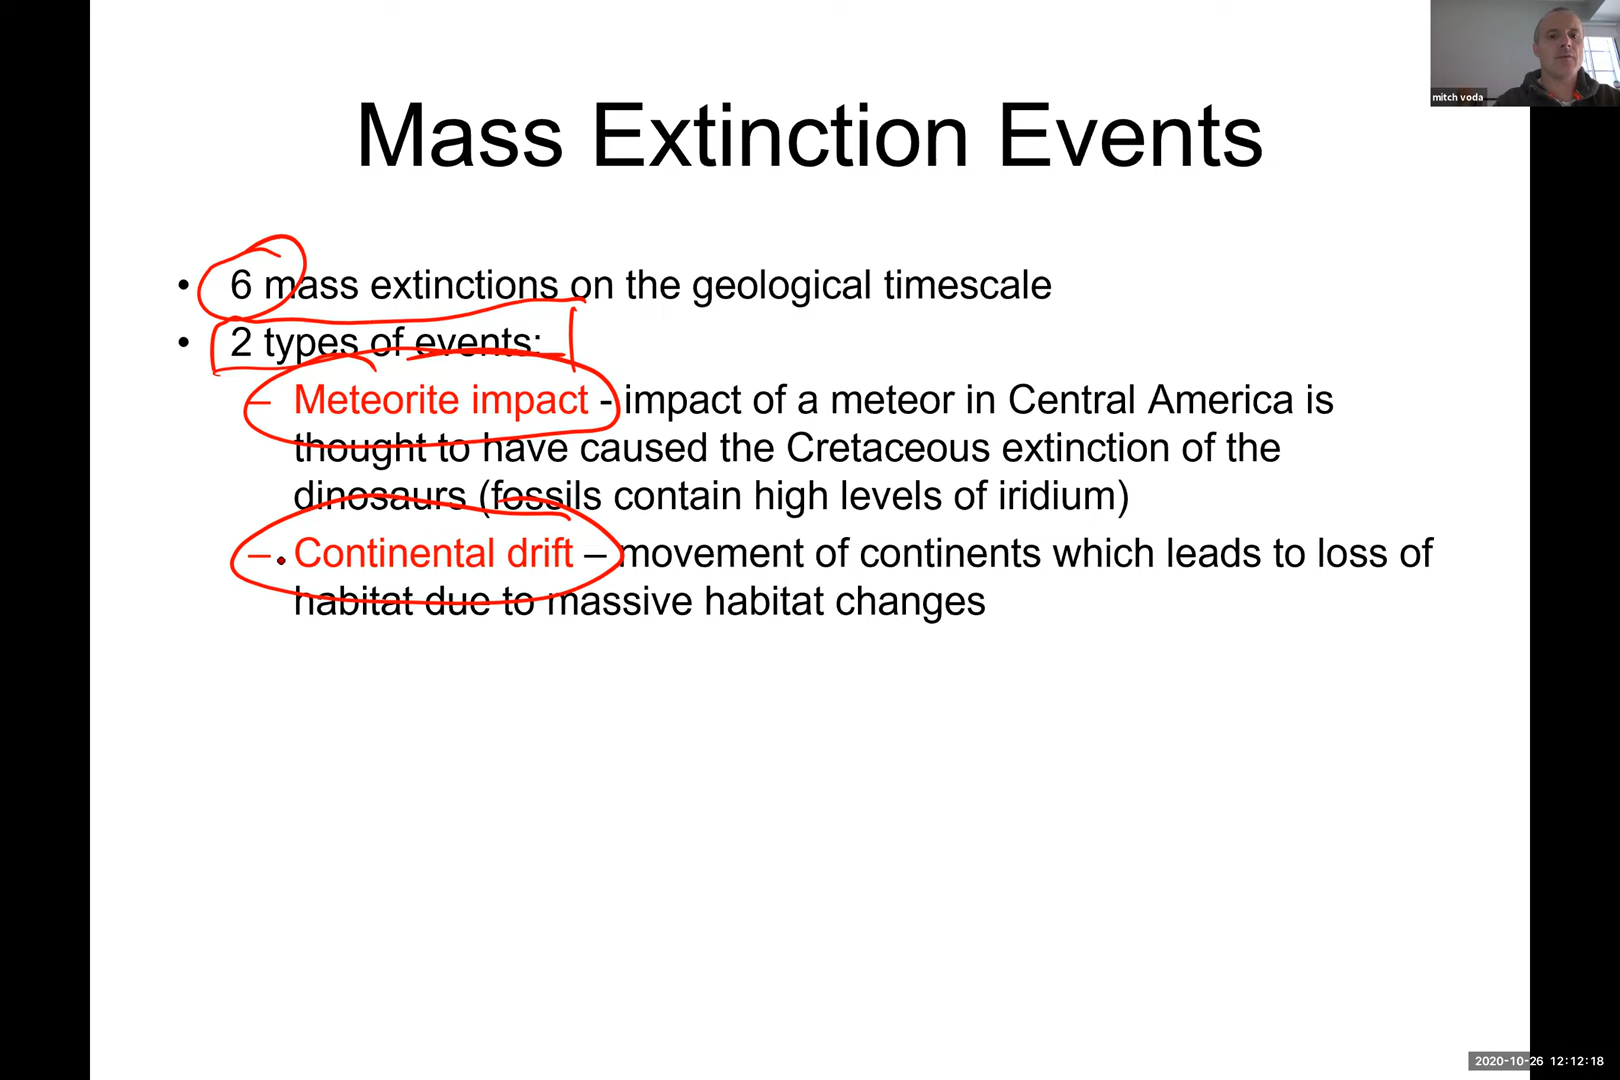 mitch voda
Mass Extinction Events
• 6 mass extinctions on the geological timescale
• 2 types of events:
– Meteorite impact - impact of a meteor in Central America is
thought to have caused the Cretaceous extinction of the
dinosaurs (fossils contain high levels of iridium)
– Continental drift – movement of continents which leads to loss of
habitat due to massive habitat changes
2020-10-26 12:12:18